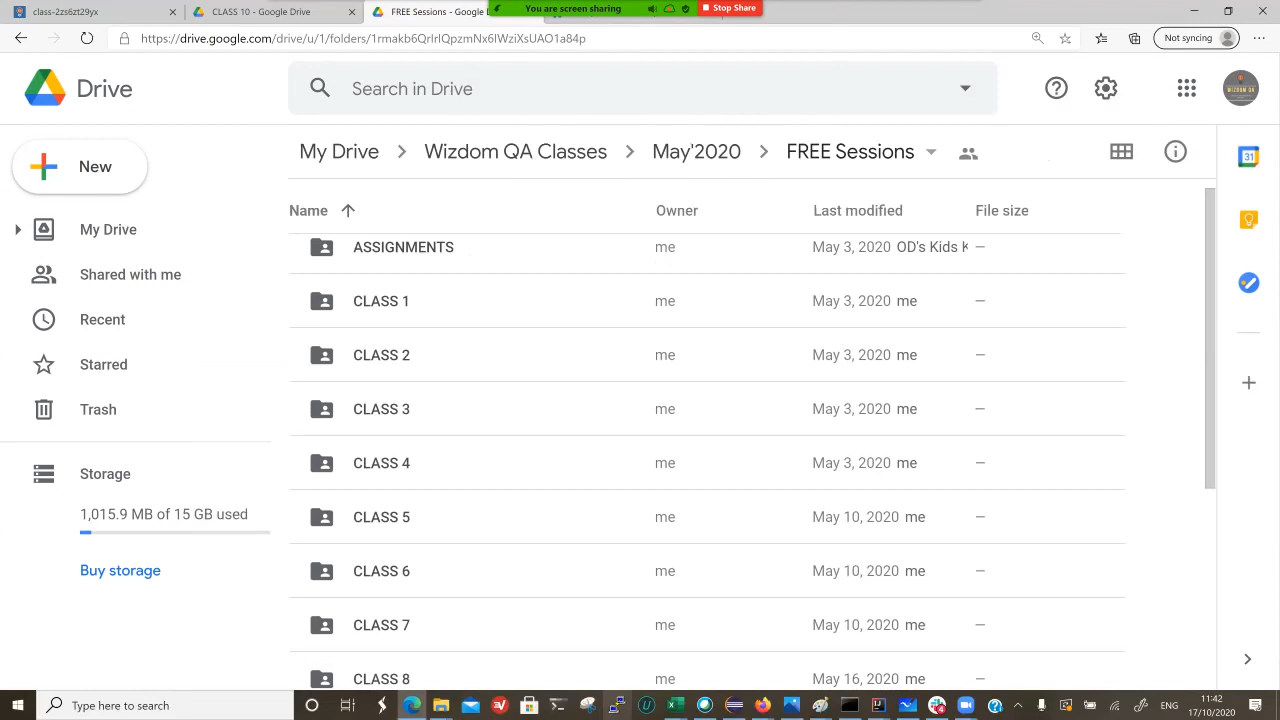 class-2:6szt29yx
CLASS 10 - Google Drive
FREE Sessions - Google D
You are screen sharing
Stop Share
https://drive.google.com/drive/u/1/folders/1rmakb6QrIrIQpzmNx6IWziXsUAO1a84p
Not syncing
Drive
Search in Drive
New
My Drive
Wizdom QA Classes
May'2020
FREE Sessions
31
Name
Owner
Last modified
File size
My Drive
Shared with me
Recent
Starred
Trash
Storage
1,015.9 MB of 15 GB used
Buy storage
ASSIGNMENTS me May 3, 2020 OD's Kids K –
CLASS 1 me May 3, 2020 me –
CLASS 2 me May 3, 2020 me –
CLASS 3 me May 3, 2020 me –
CLASS 4 me May 3, 2020 me –
CLASS 5 me May 10, 2020 me –
CLASS 6 me May 10, 2020 me –
CLASS 7 me May 10, 2020 me –
CLASS 8 me May 16, 2020 me –
Type here to search
11:42
17/10/2020